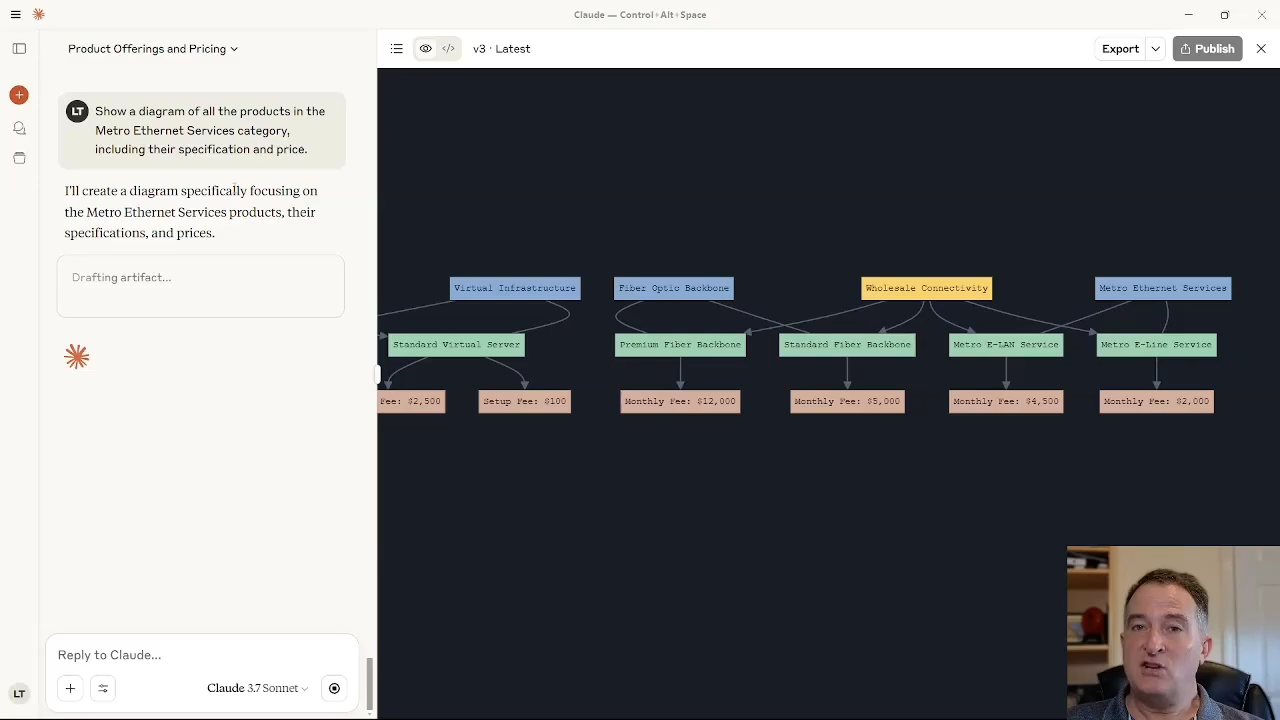 Claude — Control+Alt+Space
Product Offerings and Pricing
v3 · Latest
Export
Publish
LT
Show a diagram of all the products in the
Metro Ethernet Services category,
including their specification and price.
I'll create a diagram specifically focusing on
the Metro Ethernet Services products, their
specifications, and prices.
Drafting artifact...
Virtual Infrastructure
Fiber Optic Backbone
Wholesale Connectivity
Metro Ethernet Services
Standard Virtual Server
Premium Fiber Backbone
Standard Fiber Backbone
Metro E-LAN Service
Metro E-Line Service
Fee: $2,500
Setup Fee: $100
Monthly Fee: $12,000
Monthly Fee: $5,000
Monthly Fee: $4,500
Monthly Fee: $2,000
Reply to Claude...
Claude 3.7 Sonnet
LT